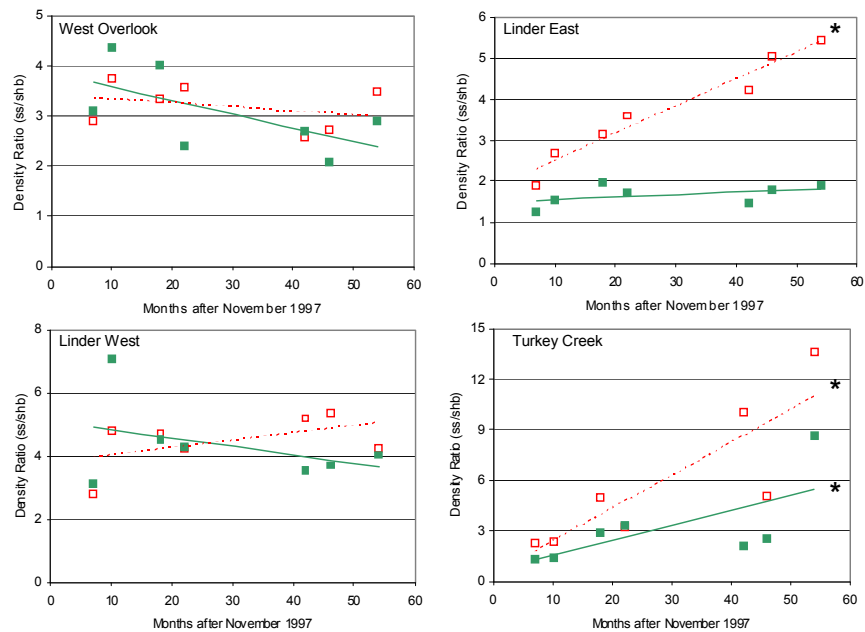 West Overlook
Density Ratio (ss/shb)
5
4
3
2
1
0
0 10 20 30 40 50 60
Months after November 1997
Linder East
*
Density Ratio (ss/shb)
6
5
4
3
2
1
0
0 10 20 30 40 50 60
Months after November 1997
Linder West
Density Ratio (ss/shb)
8
6
4
2
0
0 10 20 30 40 50 60
Months after November 1997
Turkey Creek
*
*
Density Ratio (ss/shb)
15
12
9
6
3
0
0 10 20 30 40 50 60
Months after November 1997